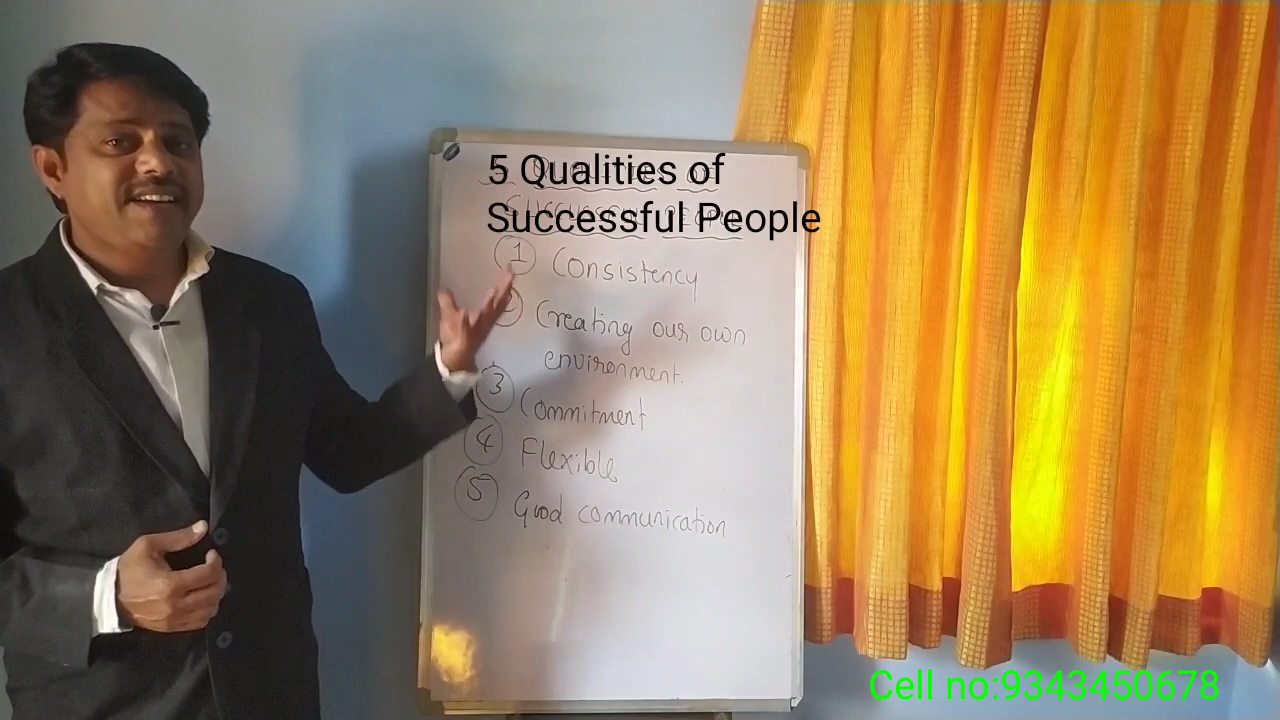 5 Qualities of
Successful People
1 Consistency
2 Creating our own
environment.
3 Commitment
4 Flexible
5 Good communication
Cell no:9343450678